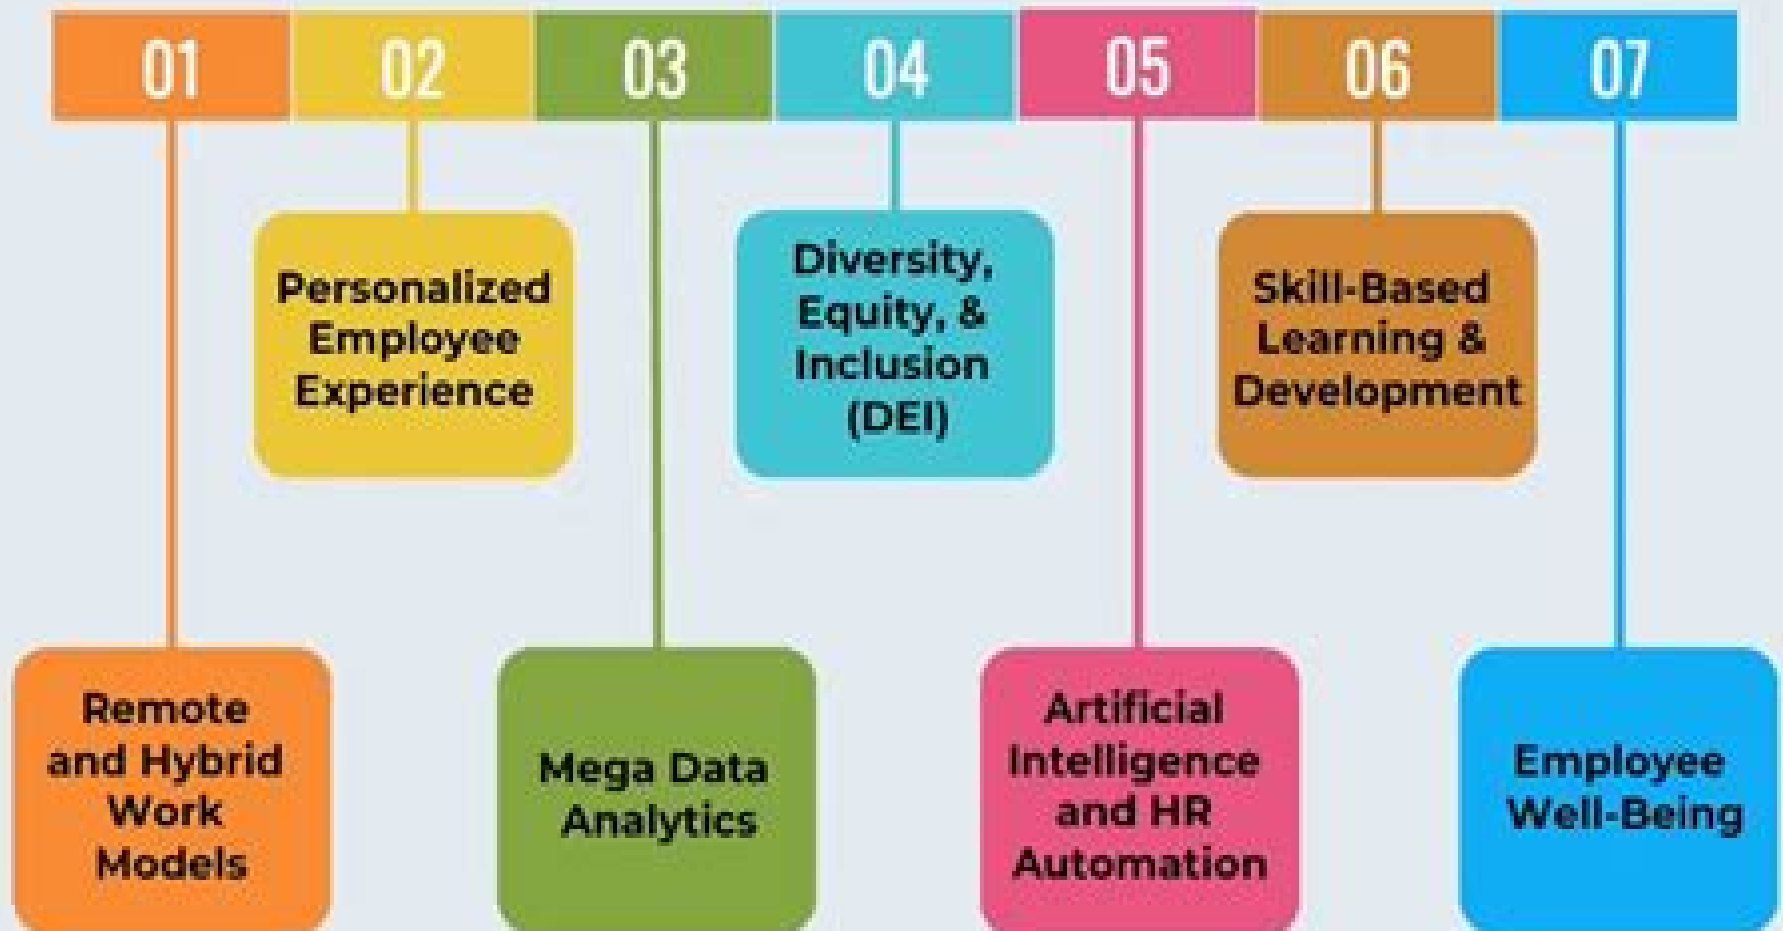 01 02 03 04 05 06 07
Personalized
Employee
Experience
Diversity,
Equity, &
Inclusion
(DEI)
Skill-Based
Learning &
Development
Remote
and Hybrid
Work
Models
Mega Data
Analytics
Artificial
Intelligence
and HR
Automation
Employee
Well-Being